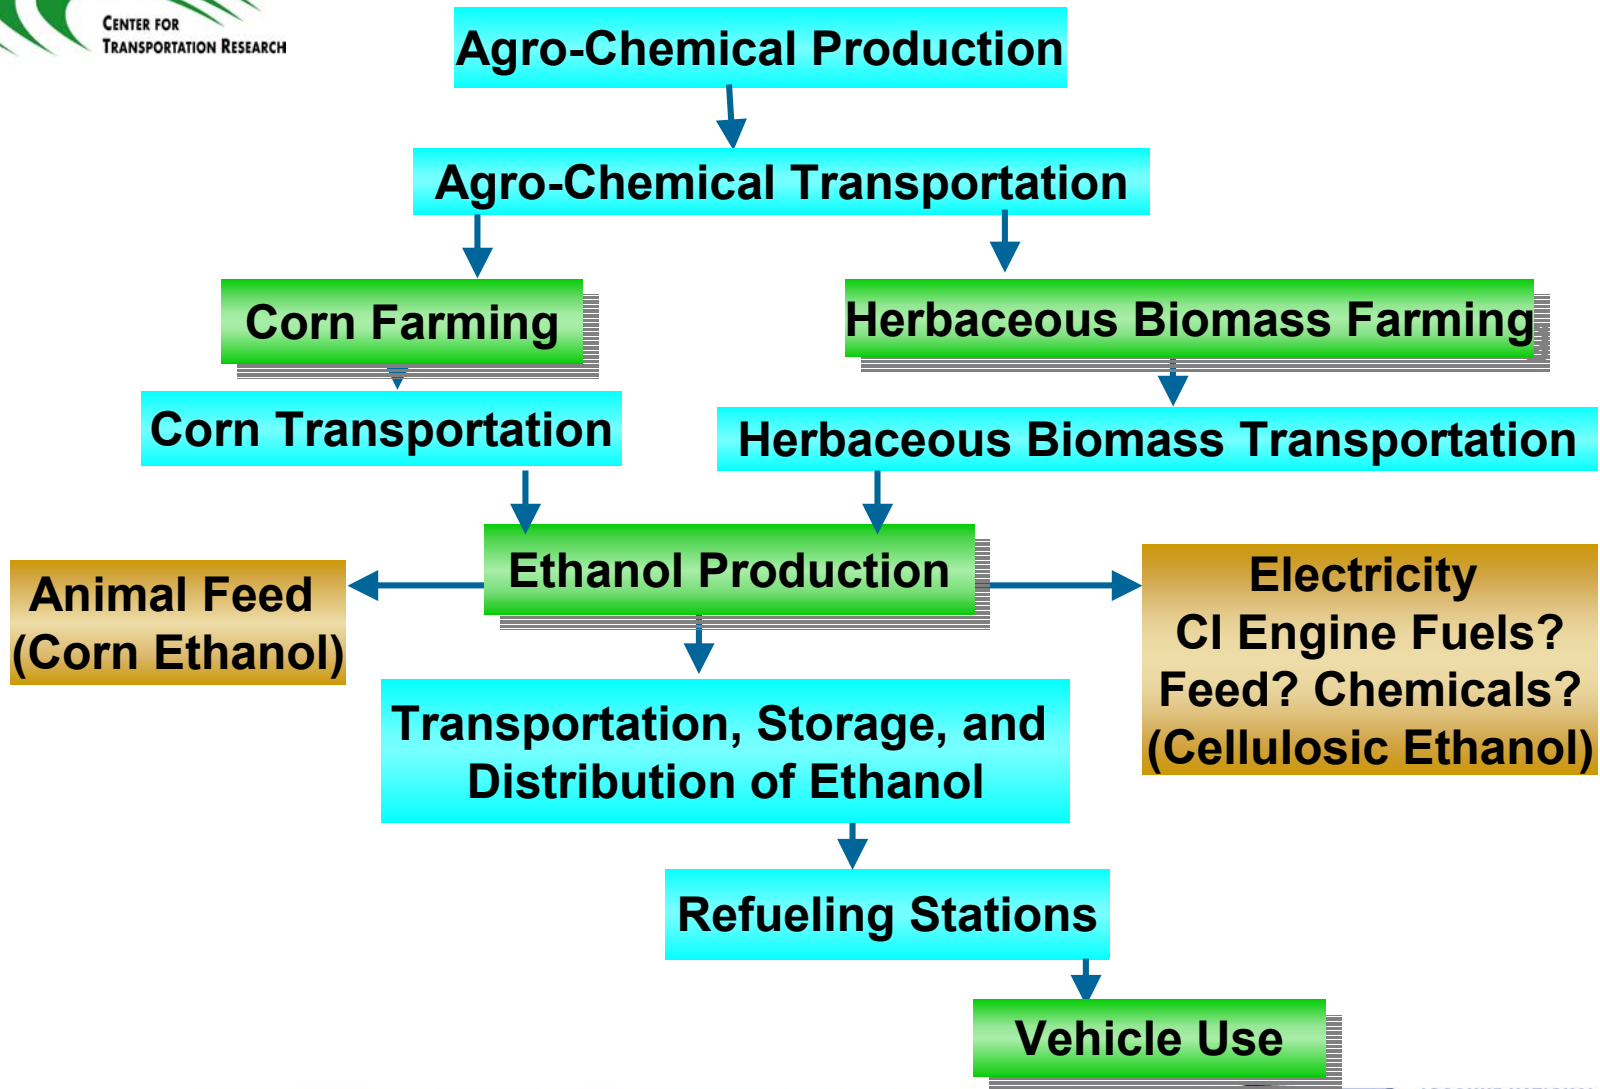 CENTER FOR
TRANSPORTATION RESEARCH
Agro-Chemical Production
Agro-Chemical Transportation
Corn Farming
Herbaceous Biomass Farming
Corn Transportation
Herbaceous Biomass Transportation
Ethanol Production
Animal Feed
(Corn Ethanol)
Electricity
CI Engine Fuels?
Feed? Chemicals?
(Cellulosic Ethanol)
Transportation, Storage, and
Distribution of Ethanol
Refueling Stations
Vehicle Use